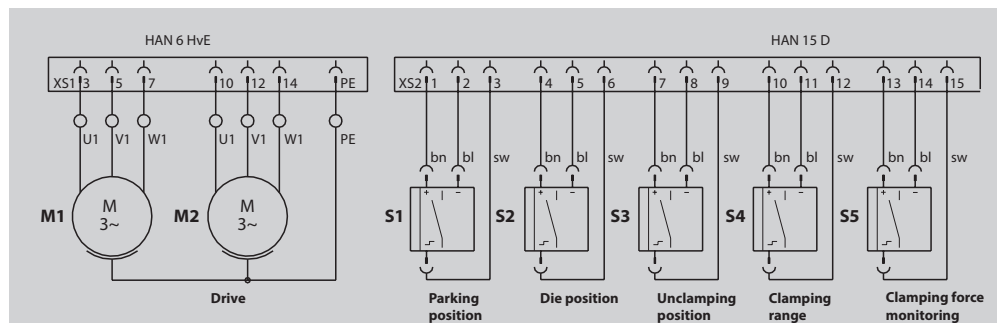 HAN 6 HvE
HAN 15 D
XS1 3 5 7 10 12 14 PE
XS2 1 2 3 4 5 6 7 8 9 10 11 12 13 14 15
U1 V1 W1 U1 V1 W1 PE
bn bl sw bn bl sw bn bl sw bn bl sw bn bl sw
+ − + − + − + − + −
M1 M 3~ M2 M 3~
S1 S2 S3 S4 S5
Drive
Parking position
Die position
Unclamping position
Clamping range
Clamping force monitoring